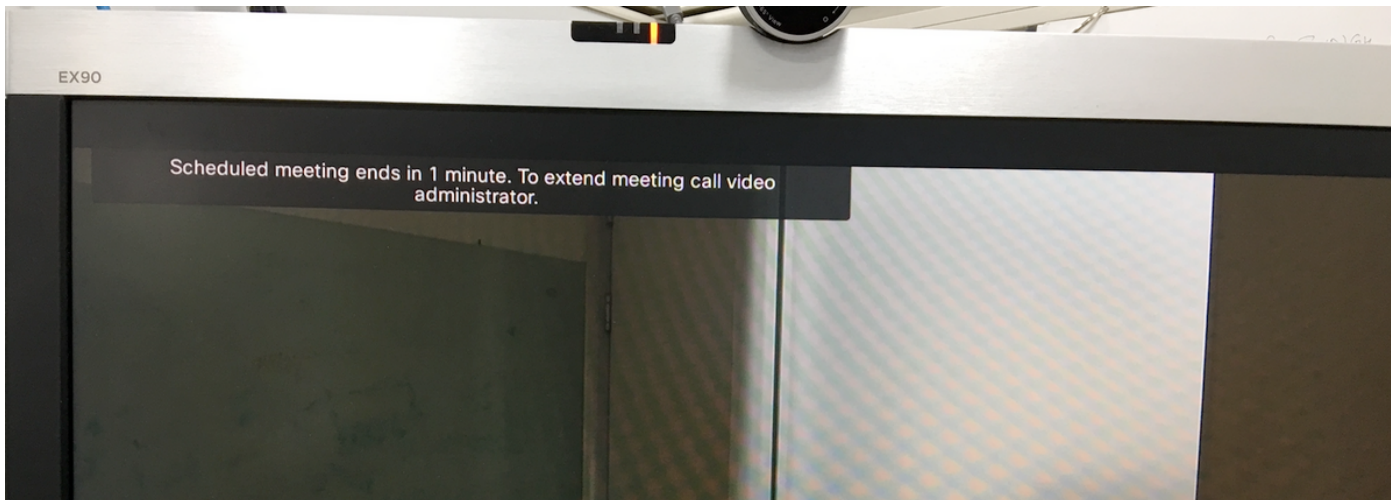 EX90
Scheduled meeting ends in 1 minute. To extend meeting call video
administrator.